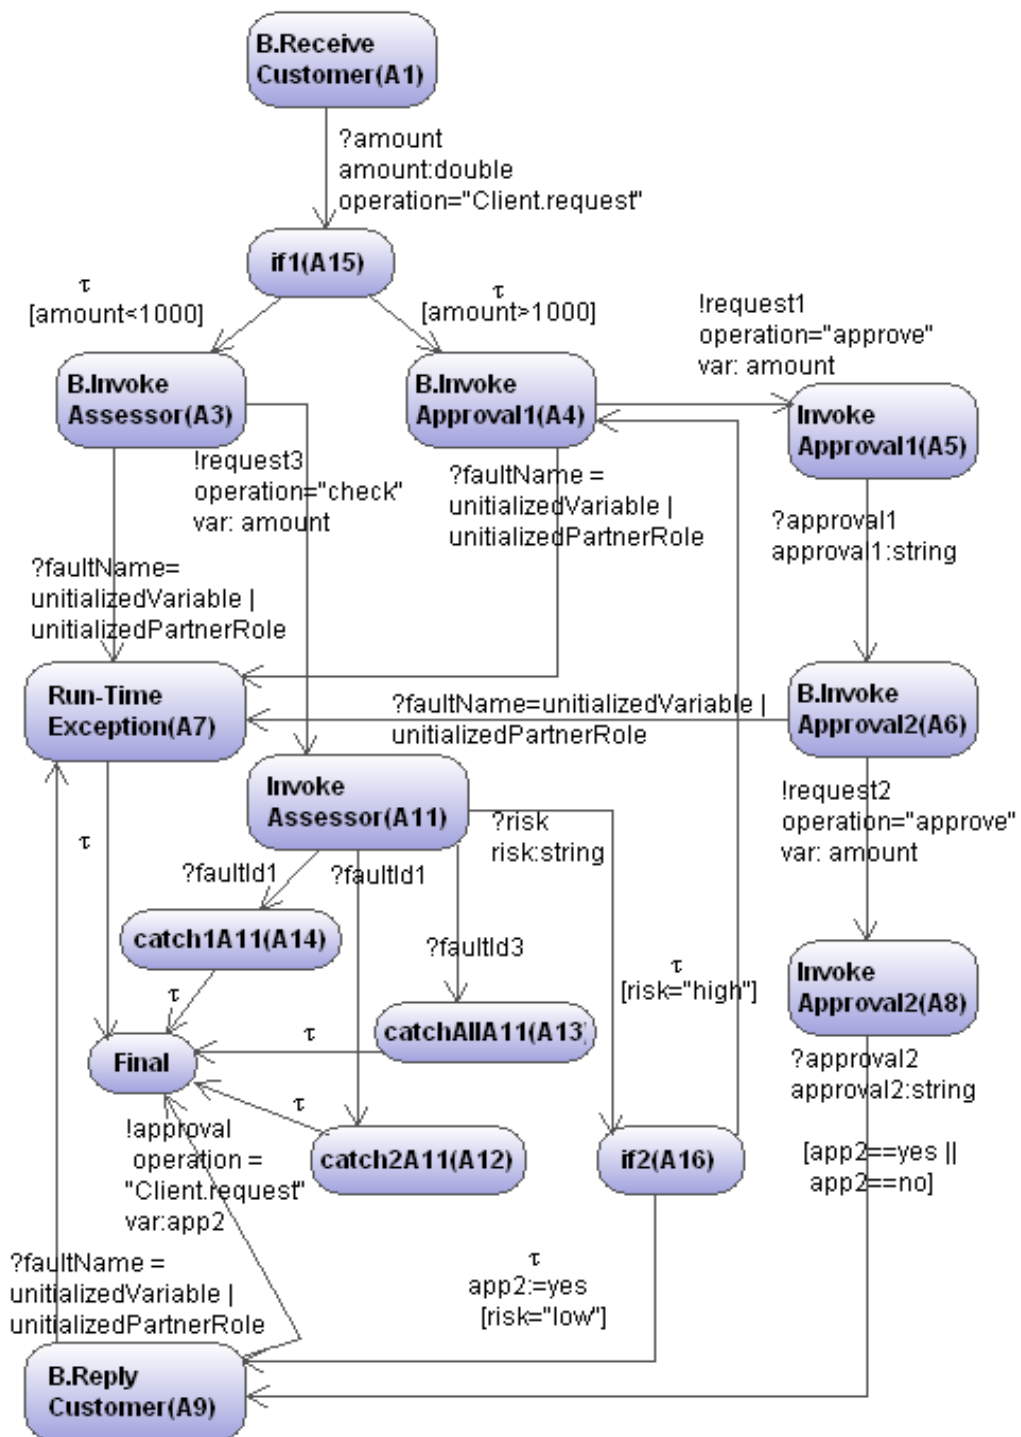 B.Receive
Customer(A1)
?amount
amount:double
operation="Client.request"
if1(A15)
τ
[amount<1000]
τ
[amount>1000]
!request1
operation="approve"
var: amount
B.Invoke
Assessor(A3)
B.Invoke
Approval1(A4)
Invoke
Approval1(A5)
!request3
operation="check"
var: amount
?faultName =
unitializedVariable |
unitializedPartnerRole
?approval1
approval1:string
?faultName=
unitializedVariable |
unitializedPartnerRole
Run-Time
Exception(A7)
?faultName=unitializedVariable |
unitializedPartnerRole
B.Invoke
Approval2(A6)
Invoke
Assessor(A11)
?risk
risk:string
!request2
operation="approve"
var: amount
τ
?faultId1
?faultId1
catch1A11(A14)
?faultId3
τ
[risk="high"]
Invoke
Approval2(A8)
τ
catchAllA11(A13)
τ
Final
?approval2
approval2:string
τ
!approval
operation =
"Client.request"
var:app2
catch2A11(A12)
if2(A16)
[app2==yes ||
app2==no]
?faultName =
unitializedVariable |
unitializedPartnerRole
τ
app2:=yes
[risk="low"]
B.Reply
Customer(A9)